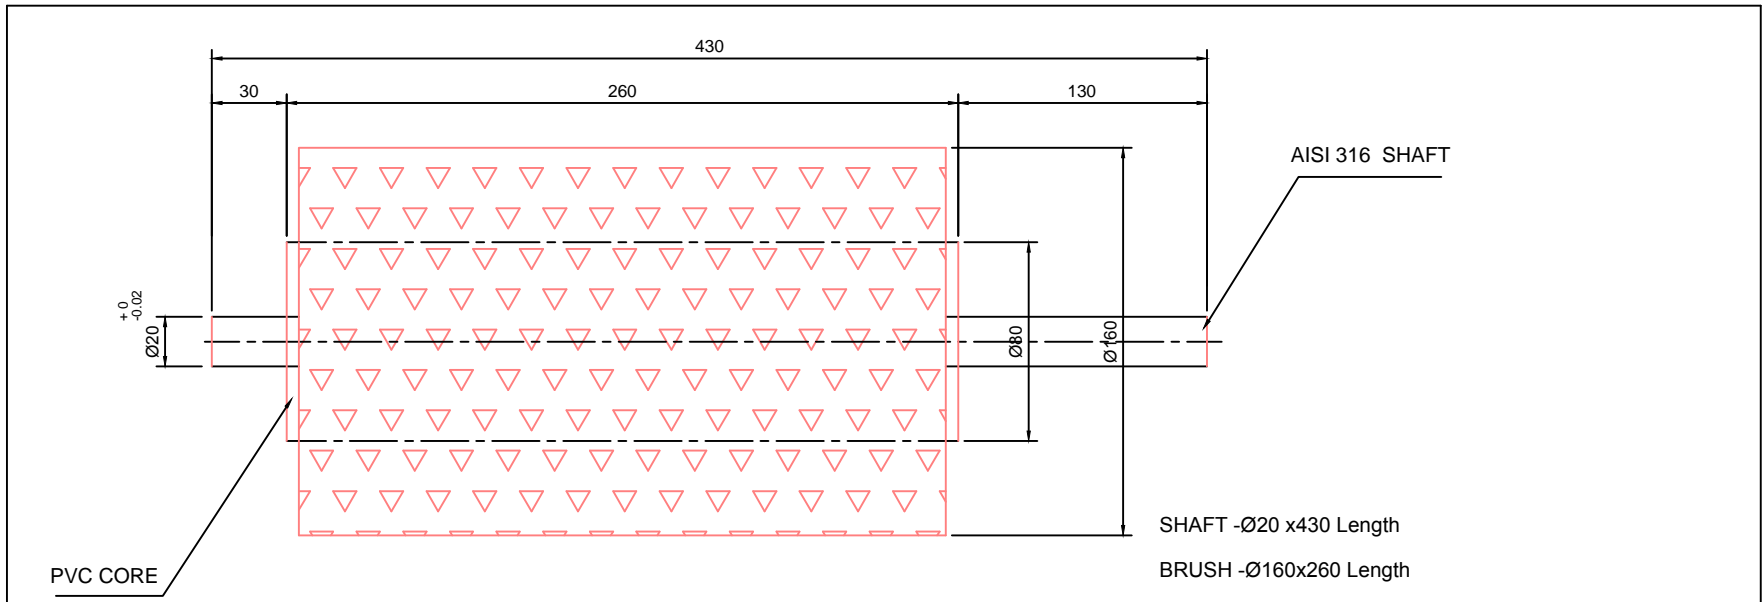 430
30
260
130
AISI 316 SHAFT
+ 0
-0.02
Ø20
Ø80
Ø160
SHAFT -Ø20 x430 Length
BRUSH -Ø160x260 Length
PVC CORE